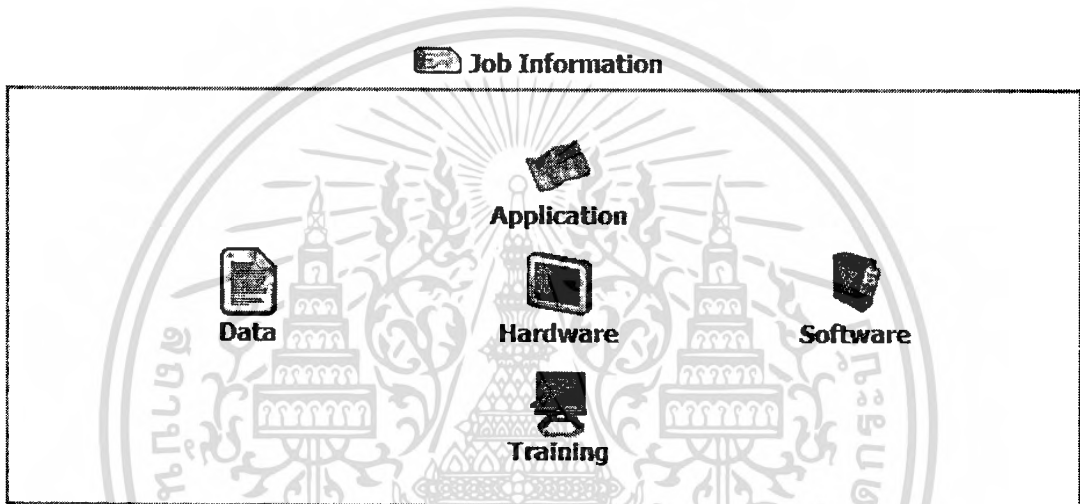 Job Information
Application
Data
Hardware
Software
Training